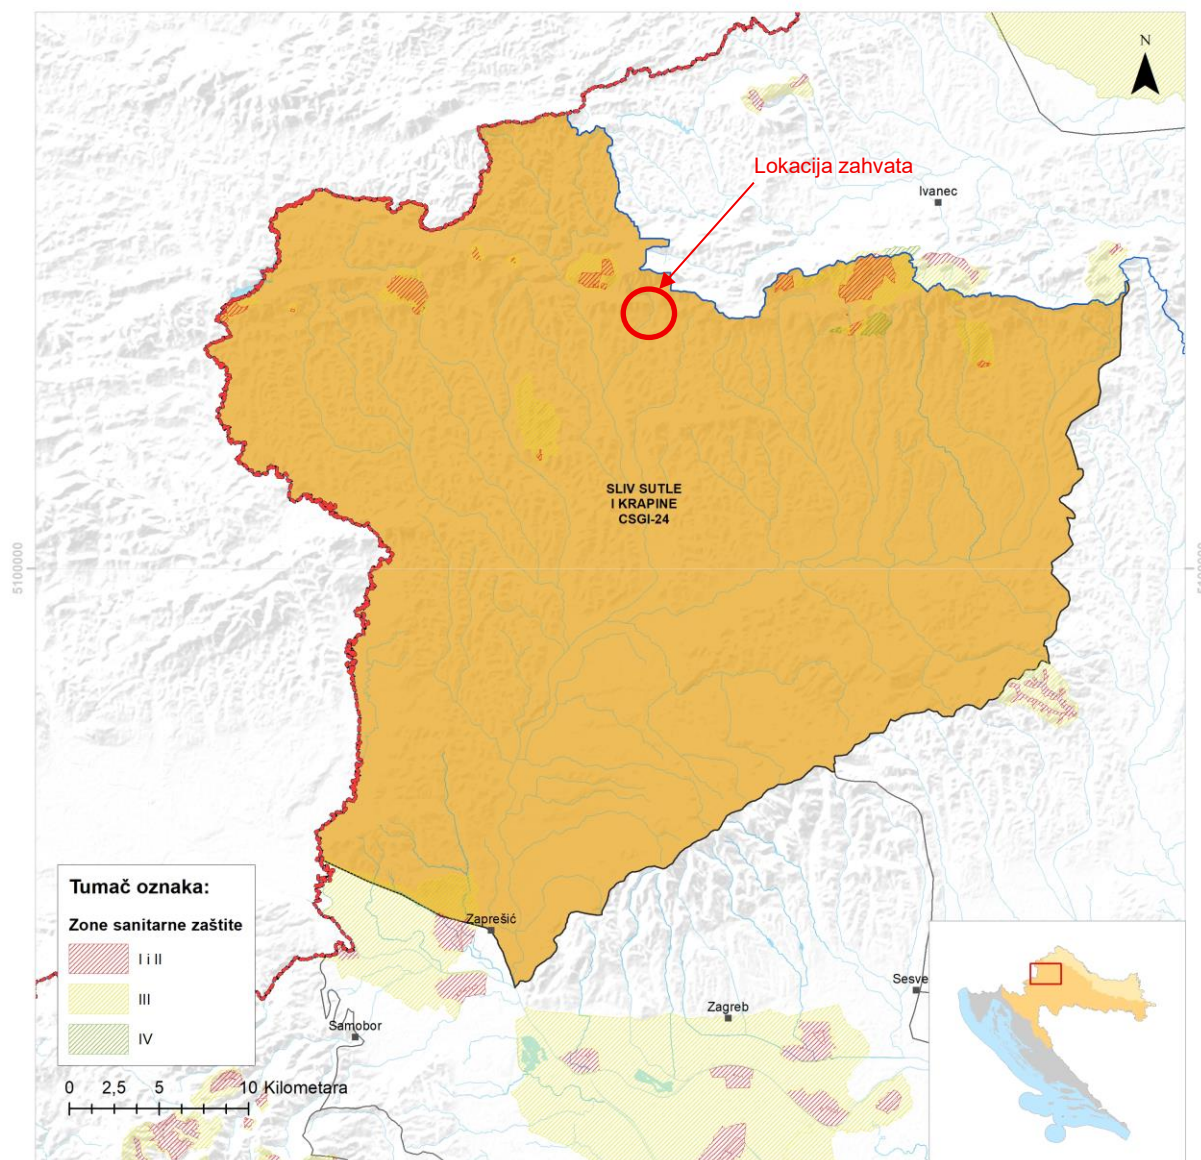 N
Lokacija zahvata
Ivanec
SLIV SUTLE
I KRAPINE
CSGI-24
5100000
Zaprešić
Sesve
Zagreb
Samobor
Tumač oznaka:
Zone sanitarne zaštite
I i II
III
IV
0 2,5 5 10 Kilometara